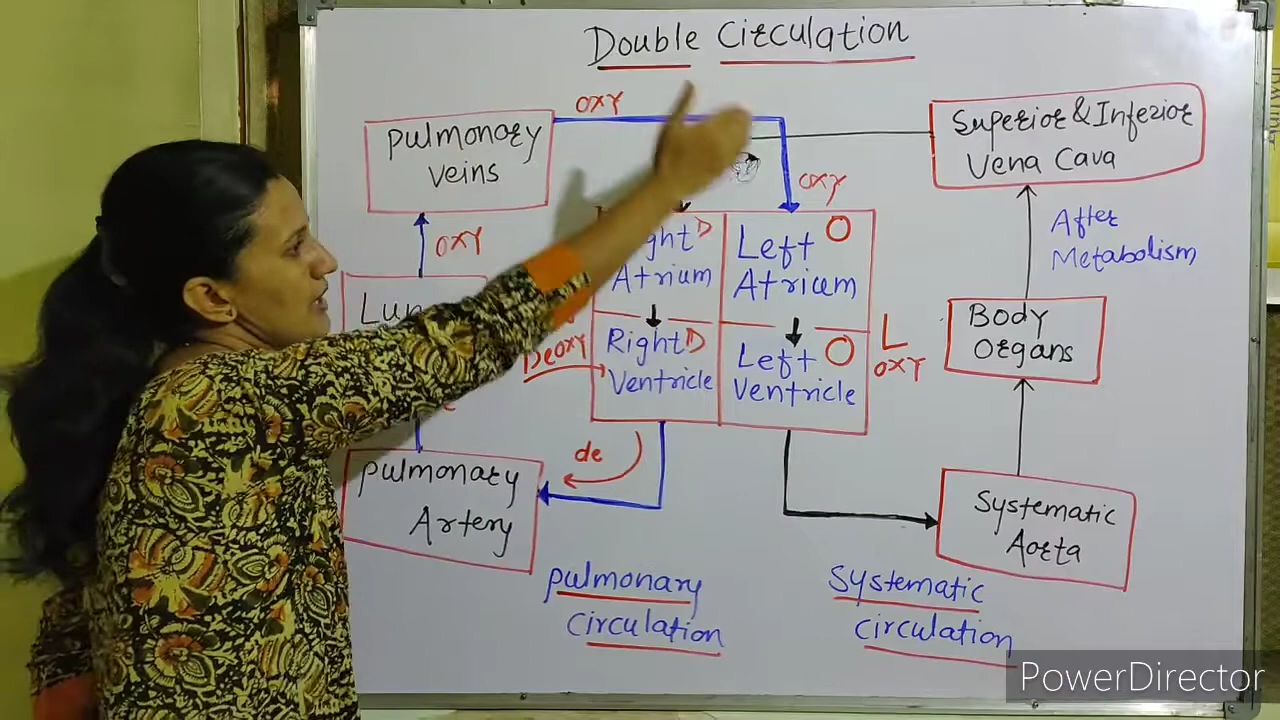 Double Circulation
OXY
Pulmonary
veins
Superior & Inferior
Vena Cava
OXY
OXY
After
Metabolism
D
Atrium
Left O
Atrium
Body
Organs
Deoxy
Right D
Ventricle
Left O
Ventricle
L
OXY
de
Pulmonary
Artery
Systematic
Aorta
Pulmonary
circulation
Systematic
circulation
PowerDirector